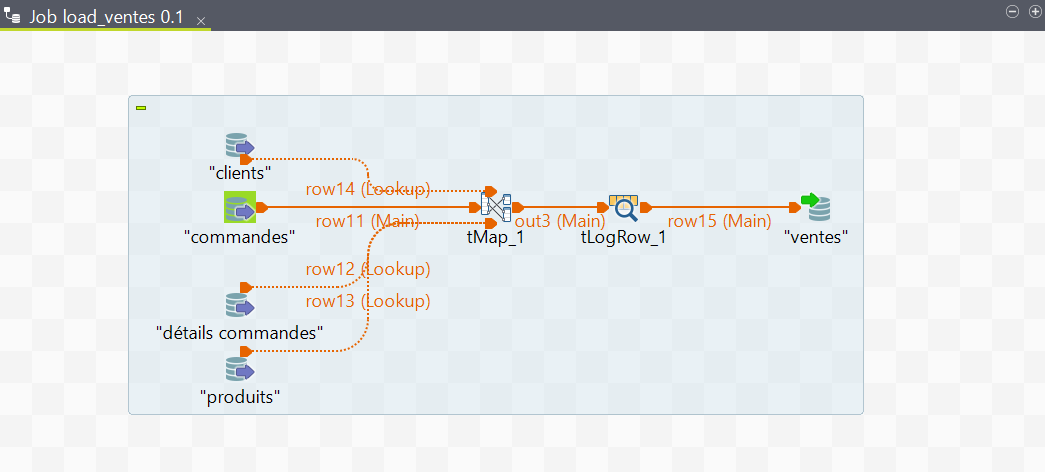 Job load_ventes 0.1
"clients"
row14 (Lookup)
"commandes"
row11 (Main)
tMap_1
out3 (Main)
tLogRow_1
row15 (Main)
"ventes"
row12 (Lookup)
row13 (Lookup)
"détails commandes"
"produits"